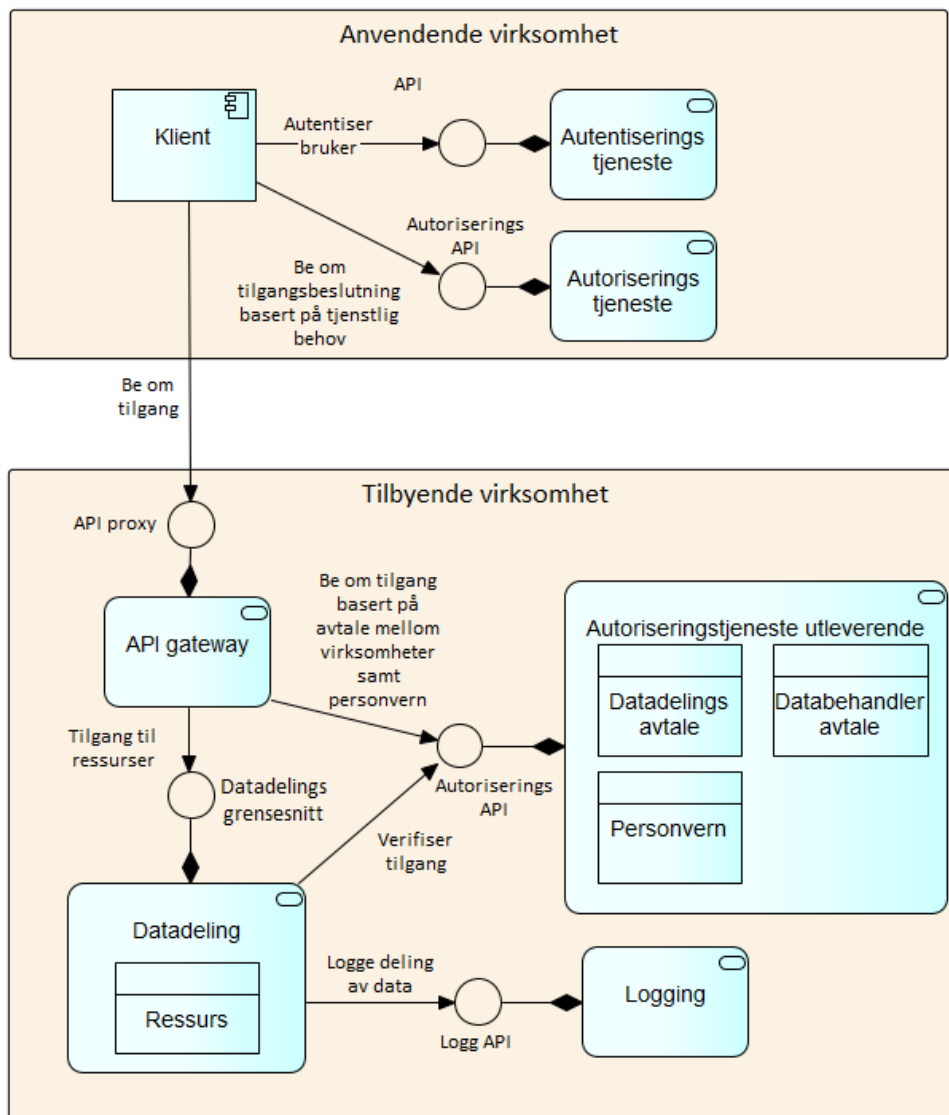 Anvendende virksomhet
API
Klient
Autentiser
bruker
Autentiserings
tjeneste
Autoriserings
API
Be om
tilgangsbeslutning
basert på tjenstlig
behov
Autoriserings
tjeneste
Be om
tilgang
Tilbyende virksomhet
API proxy
Be om tilgang
basert på
avtale mellom
virksomheter
samt
personvern
API gateway
Autoriseringstjeneste utleverende
Datadelings
avtale
Databehandler
avtale
Personvern
Tilgang til
ressurser
Autoriserings
API
Datadelings
grensesnitt
Verifiser
tilgang
Datadeling
Ressurs
Logge deling
av data
Logg API
Logging